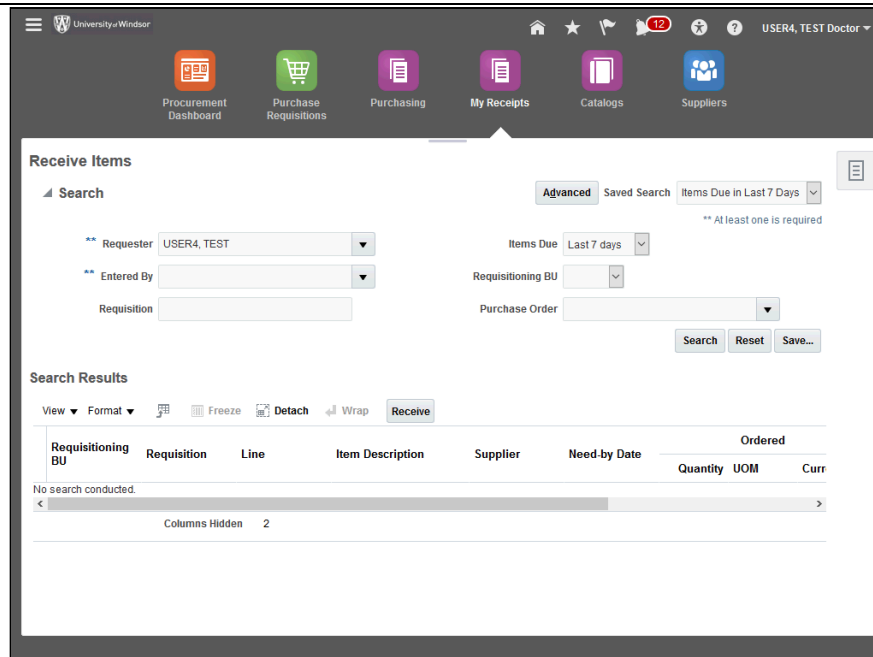 University of Windsor
12
USER4, TEST Doctor
Procurement Dashboard
Purchase Requisitions
Purchasing
My Receipts
Catalogs
Suppliers
Receive Items
Search
Advanced Saved Search Items Due in Last 7 Days
** At least one is required
** Requester USER4, TEST
Items Due Last 7 days
** Entered By
Requisitioning BU
Requisition
Purchase Order
Search Reset Save...
Search Results
View Format Freeze Detach Wrap Receive
Requisitioning BU Requisition Line Item Description Supplier Need-by Date Ordered
Quantity UOM Curr
No search conducted.
Columns Hidden 2